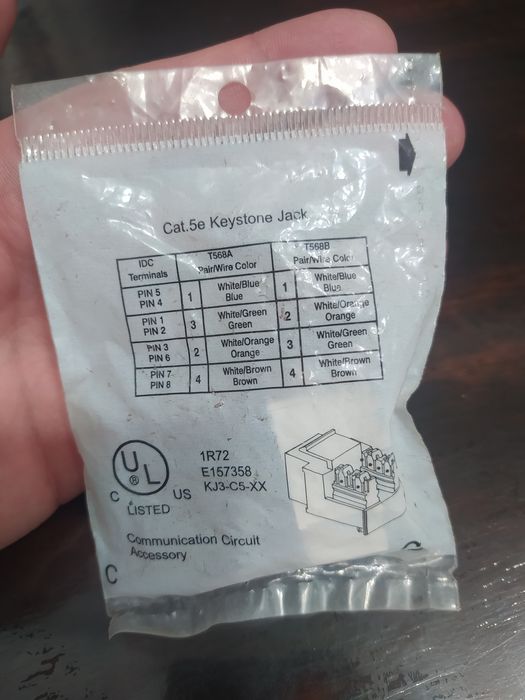 Cat.5e Keystone Jack
IDC Terminals T568A Pair/Wire Color T568B Pair/Wire Color
PIN 5 PIN 4 1 White/Blue Blue 1 White/Blue Blue
PIN 1 PIN 2 3 White/Green Green 2 White/Orange Orange
PIN 3 PIN 6 2 White/Orange Orange 3 White/Green Green
PIN 7 PIN 8 4 White/Brown Brown 4 White/Brown Brown
UL ®
C US
LISTED
1R72
E157358
KJ3-C5-XX
Communication Circuit
Accessory
C